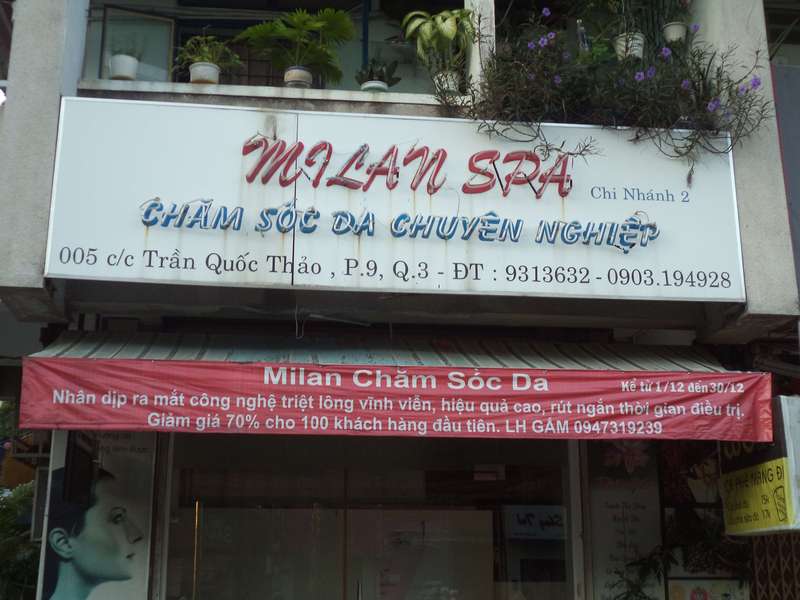 MILAN SPA
Chi Nhánh 2
CHĂM SÓC DA CHUYÊN NGHIỆP
005 c/c Trần Quốc Thảo , P.9, Q.3 - ĐT : 9313632 - 0903.194928
Milan Chăm Sóc Da
Kể từ 1/12 đến 30/12
Nhân dịp ra mắt công nghệ triệt lông vĩnh viễn, hiệu quả cao, rút ngắn thời gian điều trị.
Giảm giá 70% cho 100 khách hàng đầu tiên. LH GẤM 0947319239
PHÊ MANG ĐI